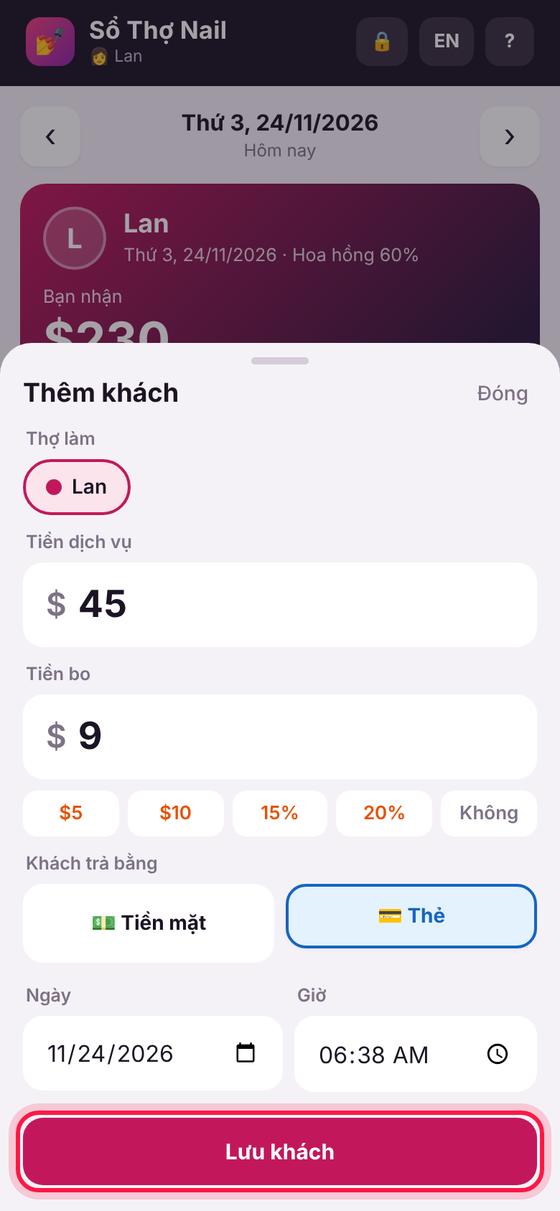 Sổ Thợ Nail
Lan
EN
?
Thứ 3, 24/11/2026
Hôm nay
L
Lan
Thứ 3, 24/11/2026 · Hoa hồng 60%
Bạn nhận
$230
Thêm khách
Đóng
Thợ làm
Lan
Tiền dịch vụ
$ 45
Tiền bo
$ 9
$5
$10
15%
20%
Không
Khách trả bằng
💵 Tiền mặt
💳 Thẻ
Ngày
Giờ
11/24/2026
06:38 AM
Lưu khách